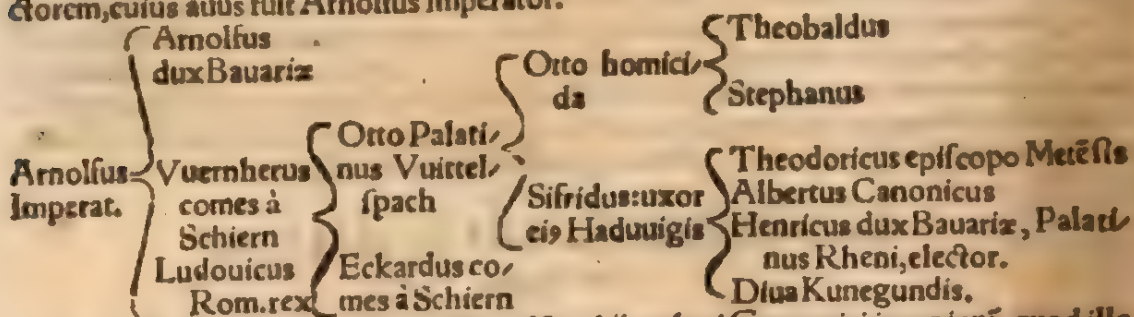 ctorem, cuius auus fuit Arnolfus Imperator.
Arnolfus
Imperat.
Arnolfus
dux Bauariæ
Vuernherus
comes à
Schiern
Ludouicus
Rom.rex
Otto Palati/
nus Vuittel/
ſpach
Eckardus co/
mes à Schiern
Otto homici/
da
Sifridus:uxor
eiꝰ Haduuigis
Theobaldus
Stephanus
Theodoricus epiſcopo Metẽſis
Albertus Canonicus
Henricus dux Bauariæ, Palati/
nus Rheni,elector.
Diua Kunegundis.